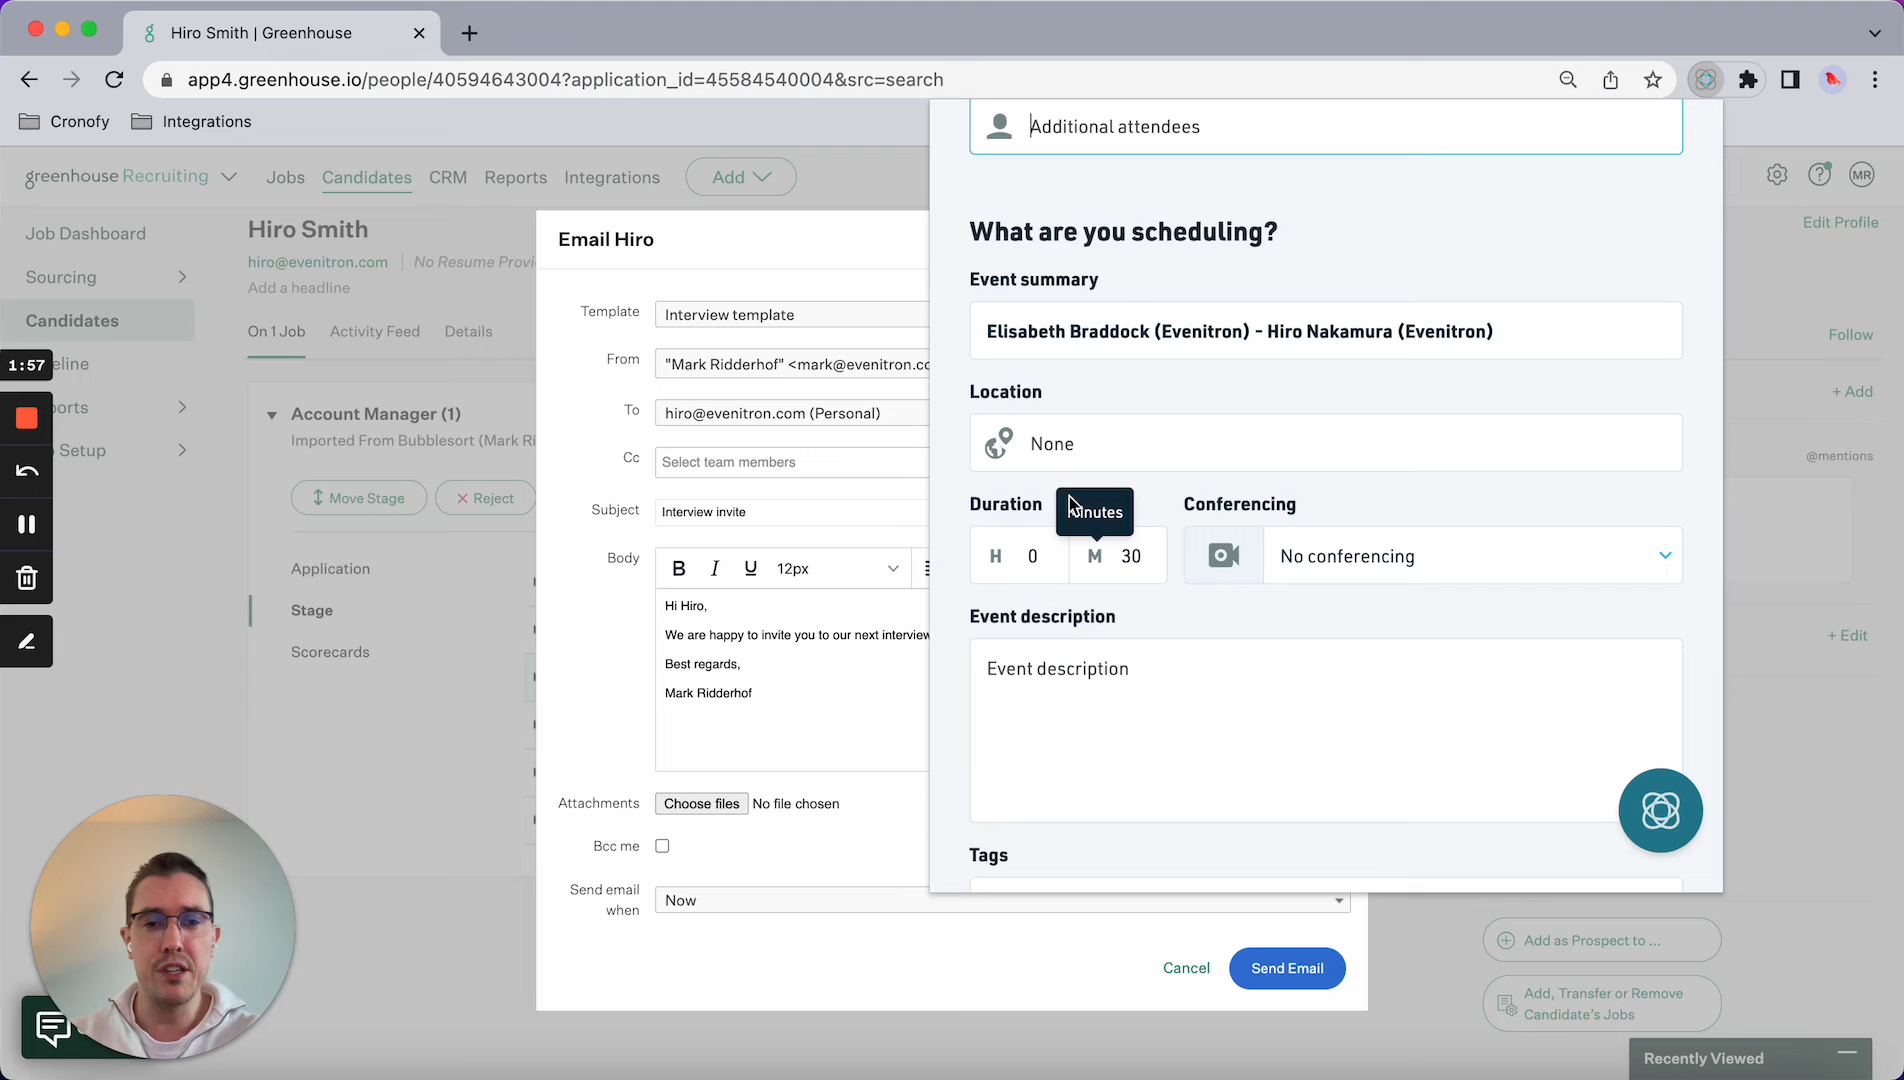 Hiro Smith | Greenhouse
app4.greenhouse.io/people/40594643004?application_id=45584540004&src=search
Cronofy
Integrations
greenhouse Recruiting
Jobs
Candidates
CRM
Reports
Integrations
Add
MR
Job Dashboard
Sourcing
Candidates
eline
ports
Setup
1:57
Hiro Smith
hiro@evenitron.com
No Resume Provi
Add a headline
On 1 Job
Activity Feed
Details
Account Manager (1)
Imported From Bubblesort (Mark Ri
Move Stage
Reject
Application
Stage
Scorecards
Email Hiro
Template
Interview template
From
"Mark Ridderhof" <mark@evenitron.co
To
hiro@evenitron.com (Personal)
Cc
Select team members
Subject
Interview invite
Body
B I U 12px
Hi Hiro,
We are happy to invite you to our next interview
Best regards,
Mark Ridderhof
Attachments
Choose files No file chosen
Bcc me
Send email
when
Now
Cancel
Send Email
Additional attendees
What are you scheduling?
Event summary
Elisabeth Braddock (Evenitron) - Hiro Nakamura (Evenitron)
Location
None
Duration
Minutes
H 0 M 30
Conferencing
No conferencing
Event description
Event description
Tags
Edit Profile
Follow
+ Add
@mentions
+ Edit
Add as Prospect to ...
Add, Transfer or Remove
Candidate's Jobs
Recently Viewed